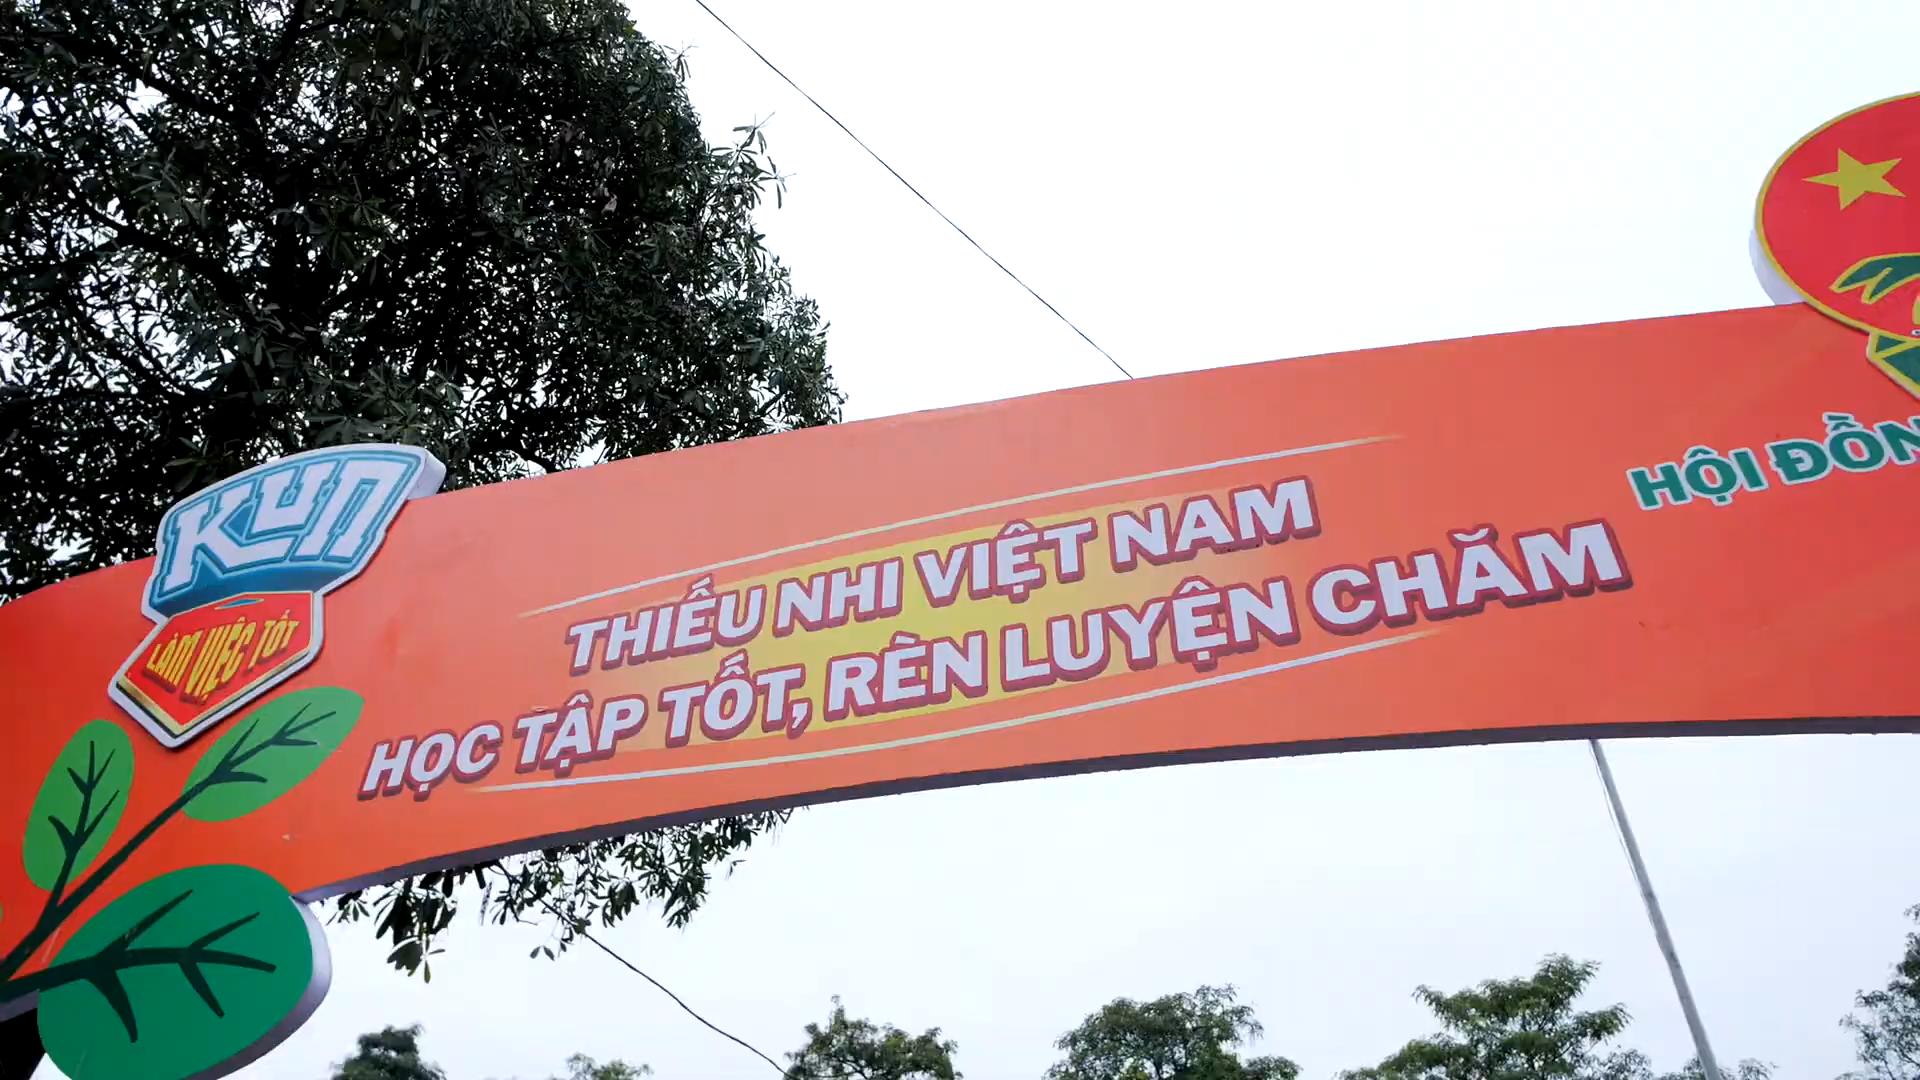 KUN
LÀM VIỆC TỐT
THIẾU NHI VIỆT NAM
HỌC TẬP TỐT, RÈN LUYỆN CHĂM
HỘI ĐỒN